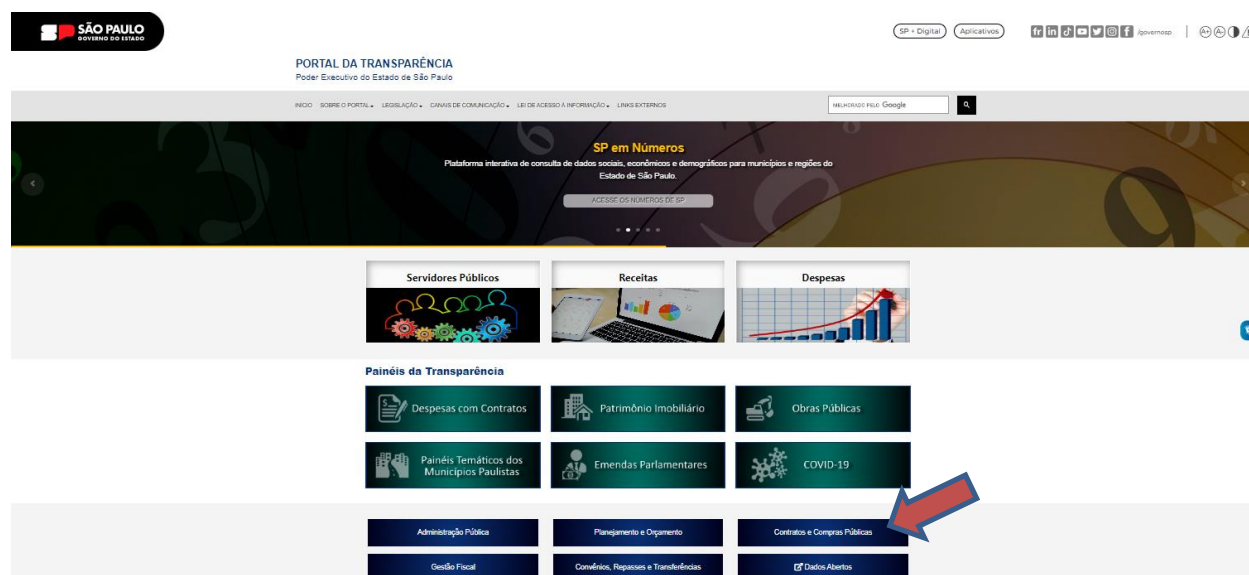 SÃO PAULO
GOVERNO DO ESTADO
SP + Digital
Aplicativos
/governosp
A+
A-
PORTAL DA TRANSPARÊNCIA
Poder Executivo do Estado de São Paulo
INÍCIO SOBRE O PORTAL LEGISLAÇÃO CANAIS DE COMUNICAÇÃO LEI DE ACESSO À INFORMAÇÃO LINKS EXTERNOS
MELHORADO PELO Google
SP em Números
Plataforma interativa de consulta de dados sociais, econômicos e demográficos para municípios e regiões do
Estado de São Paulo.
ACESSE OS NÚMEROS DE SP
Servidores Públicos
Receitas
Despesas
Painéis da Transparência
Despesas com Contratos
Patrimônio Imobiliário
Obras Públicas
Painéis Temáticos dos
Municípios Paulistas
Emendas Parlamentares
COVID-19
Administração Pública
Planejamento e Orçamento
Contratos e Compras Públicas
Gestão Fiscal
Convênios, Repasses e Transferências
Dados Abertos